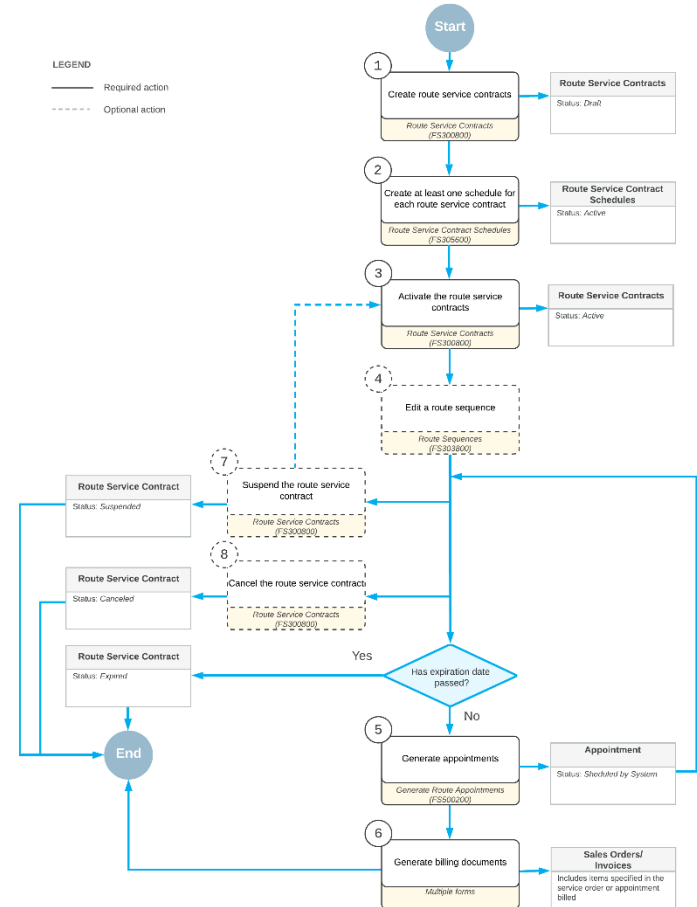 Start
LEGEND
Required action
Optional action
1
Create route service contracts
Route Service Contracts
(FS300800)
Route Service Contracts
Status: Draft
2
Create at least one schedule for
each route service contract
Route Service Contract Schedules
(FS305600)
Route Service Contract
Schedules
Status: Active
3
Activate the route service
contracts
Route Service Contracts
(FS300800)
Route Service Contracts
Status: Active
4
Edit a route sequence
Route Sequences
(FS303800)
7
Suspend the route service
contract
Route Service Contracts
(FS300800)
Route Service Contract
Status: Suspended
8
Cancel the route service contract
Route Service Contracts
(FS300800)
Route Service Contract
Status: Canceled
Route Service Contract
Status: Expired
Yes
Has expiration date
passed?
No
End
5
Generate appointments
Generate Route Appointments
(FS500200)
Appointment
Status: Sheduled by System
6
Generate billing documents
Multiple forms
Sales Orders/
Invoices
Includes items specified in the
service order or appointment
billed